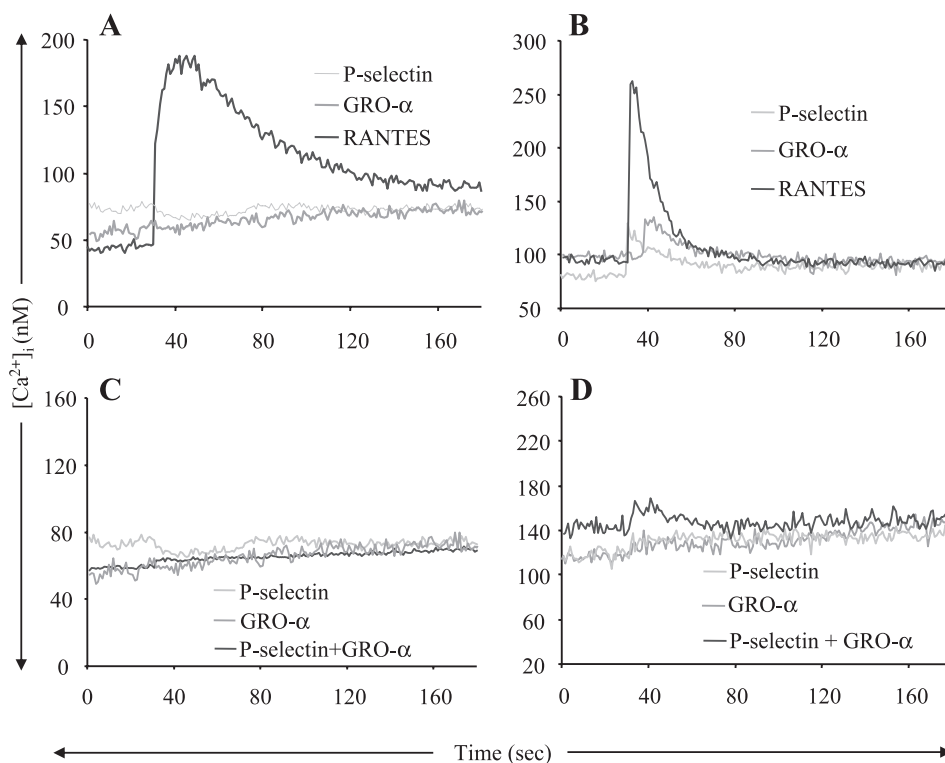 A
200
150
100
50
0
P-selectin
GRO-α
RANTES
0 40 80 120 160
B
300
250
200
150
100
50
P-selectin
GRO-α
RANTES
0 40 80 120 160
[Ca²⁺]ᵢ (nM)
C
160
120
80
40
0
P-selectin
GRO-α
P-selectin+GRO-α
0 40 80 120 160
D
260
220
180
140
100
60
20
P-selectin
GRO-α
P-selectin + GRO-α
0 40 80 120 160
Time (sec)